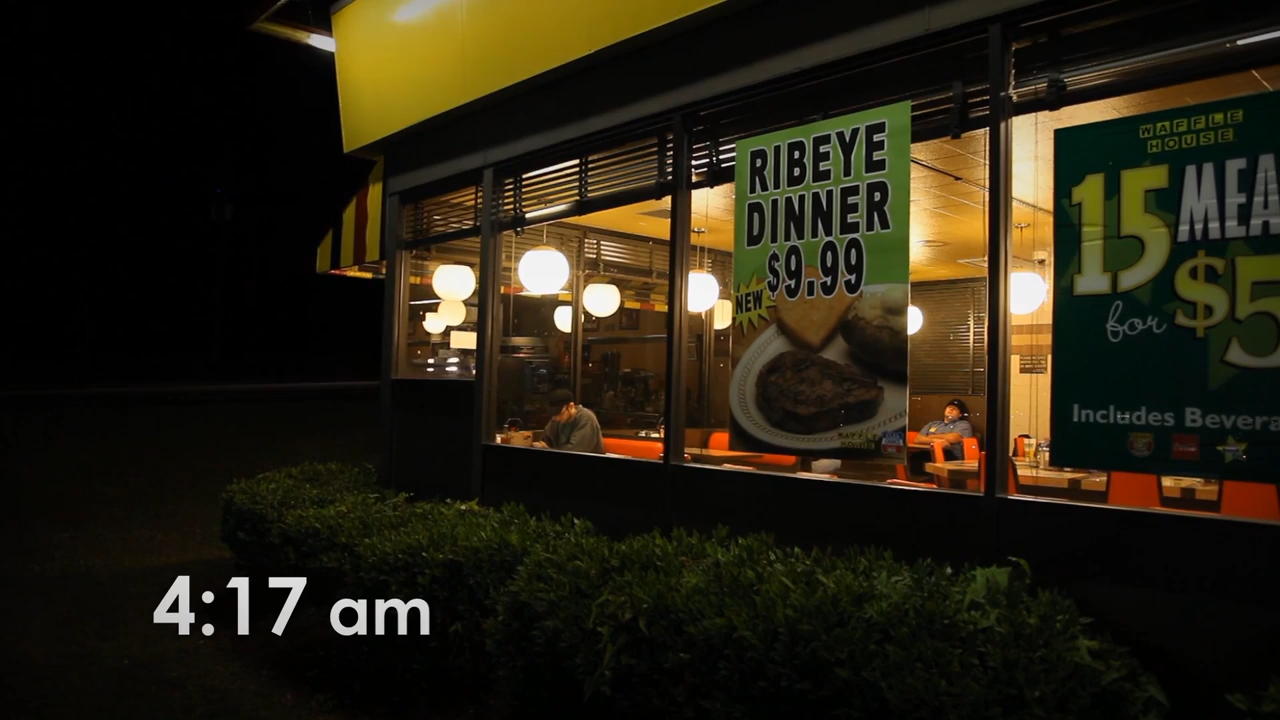 RIBEYE
DINNER
$9.99
NEW
WAFFLE
HOUSE
15 MEA
for $5
Includes Bevera
4:17 am